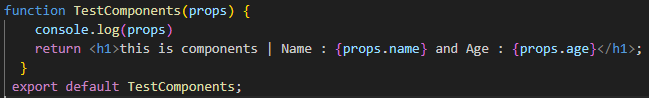 function TestComponents(props) {
    console.log(props)
    return <h1>this is components | Name : {props.name} and Age : {props.age}</h1>;
  }
 export default TestComponents;